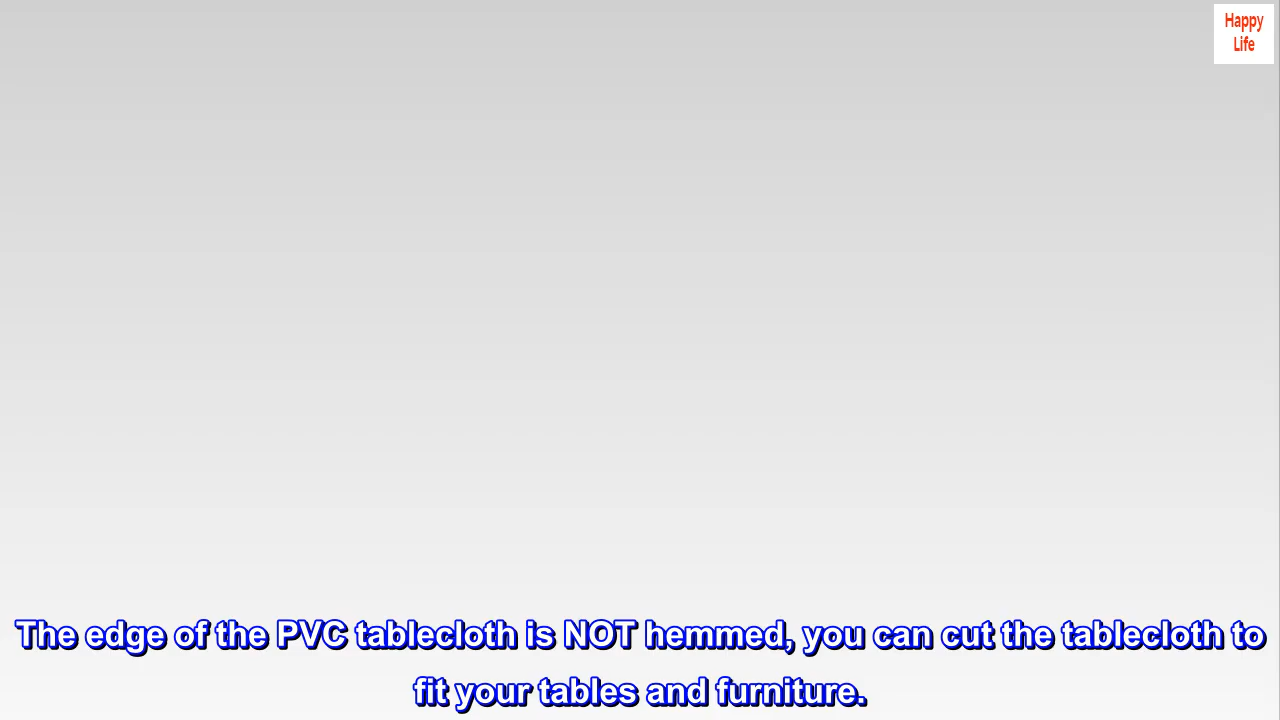 Happy
Life
The edge of the PVC tablecloth is NOT hemmed, you can cut the tablecloth to
fit your tables and furniture.